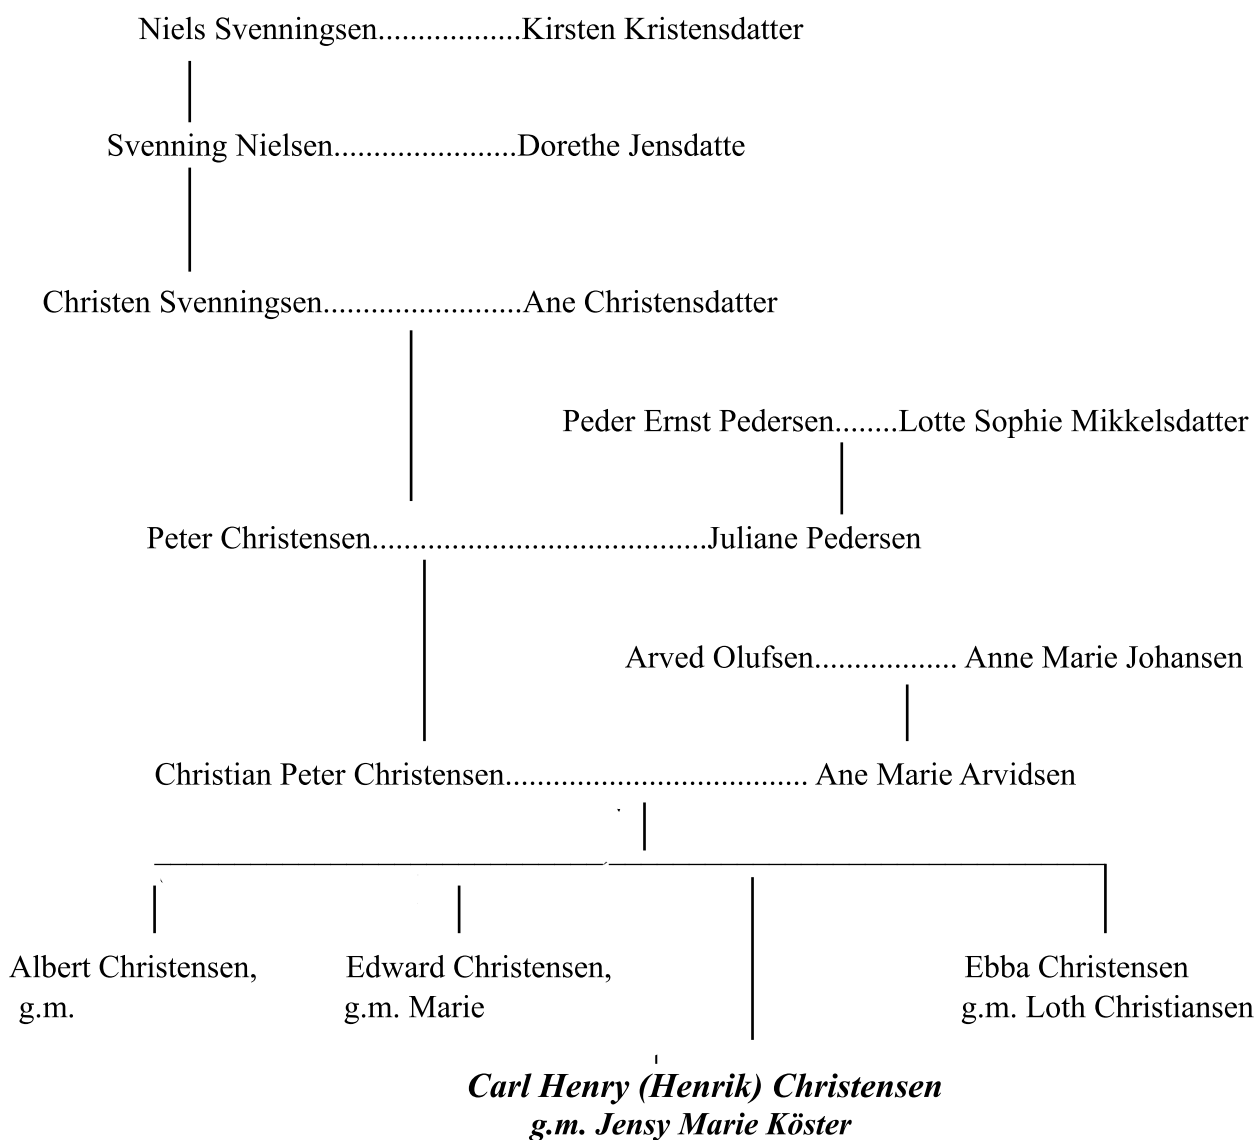 Niels Svenningsen..................Kirsten Kristensdatter
Svenning Nielsen.......................Dorethe Jensdatte
Christen Svenningsen.........................Ane Christensdatter
Peder Ernst Pedersen........Lotte Sophie Mikkelsdatter
Peter Christensen..........................................Juliane Pedersen
Arved Olufsen.................. Anne Marie Johansen
Christian Peter Christensen...................................... Ane Marie Arvidsen
Albert Christensen, Edward Christensen, Ebba Christensen
g.m. g.m. Marie g.m. Loth Christiansen
Carl Henry (Henrik) Christensen
g.m. Jensy Marie Köster